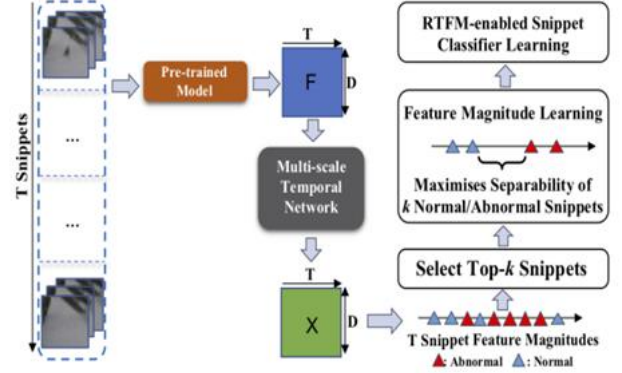 T Snippets
...
...
Pre-trained
Model
T
F
D
Multi-scale
Temporal
Network
T
X
D
RTFM-enabled Snippet
Classifier Learning
Feature Magnitude Learning
Maximises Separability of
k Normal/Abnormal Snippets
Select Top-k Snippets
T Snippet Feature Magnitudes
: Abnormal : Normal